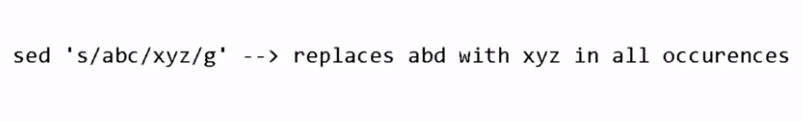 sed 's/abc/xyz/g' --> replaces abd with xyz in all occurences